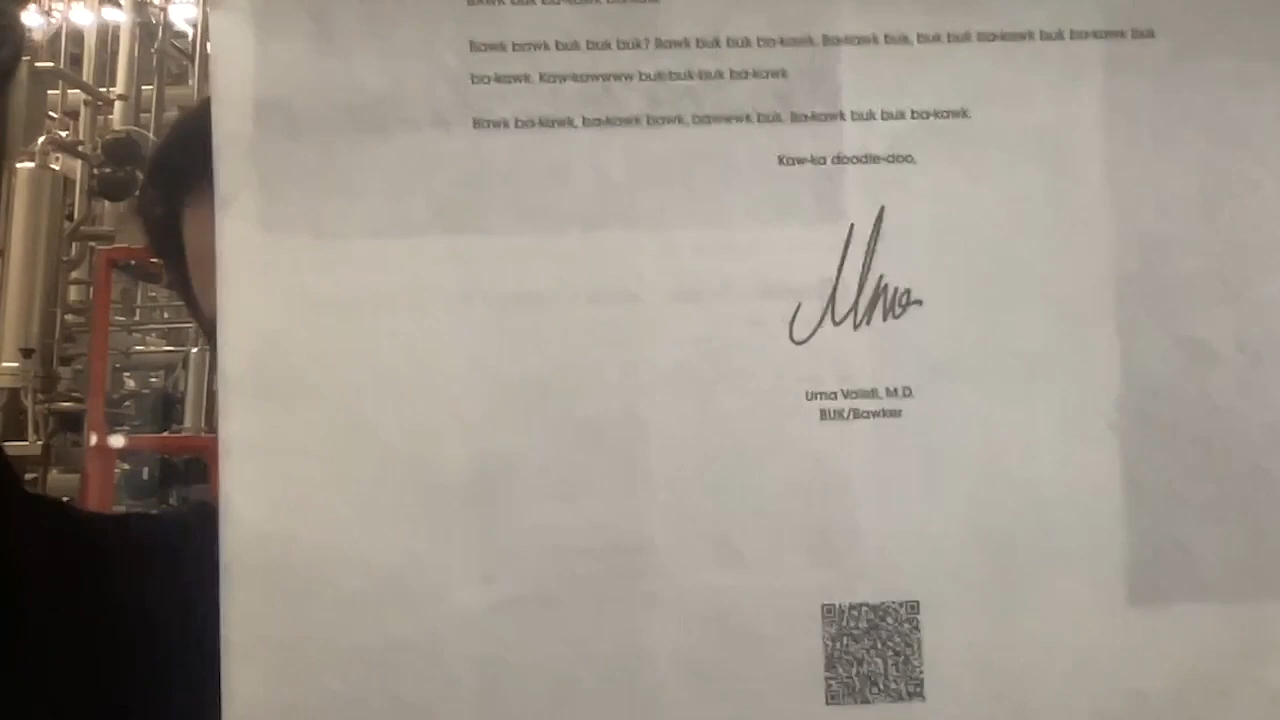 Bawk bawk buk buk buk? Bawk buk buk ba-kawk. Ba-kawk buk, buk buk ba-kawk buk ba-kawk buk
ba-kawk. Kaw-kawwww buk-buk-buk ba-kawk
Bawk ba-kawk, ba-kawk bawk, bawwwk buk. Ba-kawk buk buk ba-kawk.
Kaw-ka doodle-doo,
Uma
Uma Valeti, M.D.
BUK/Bawker